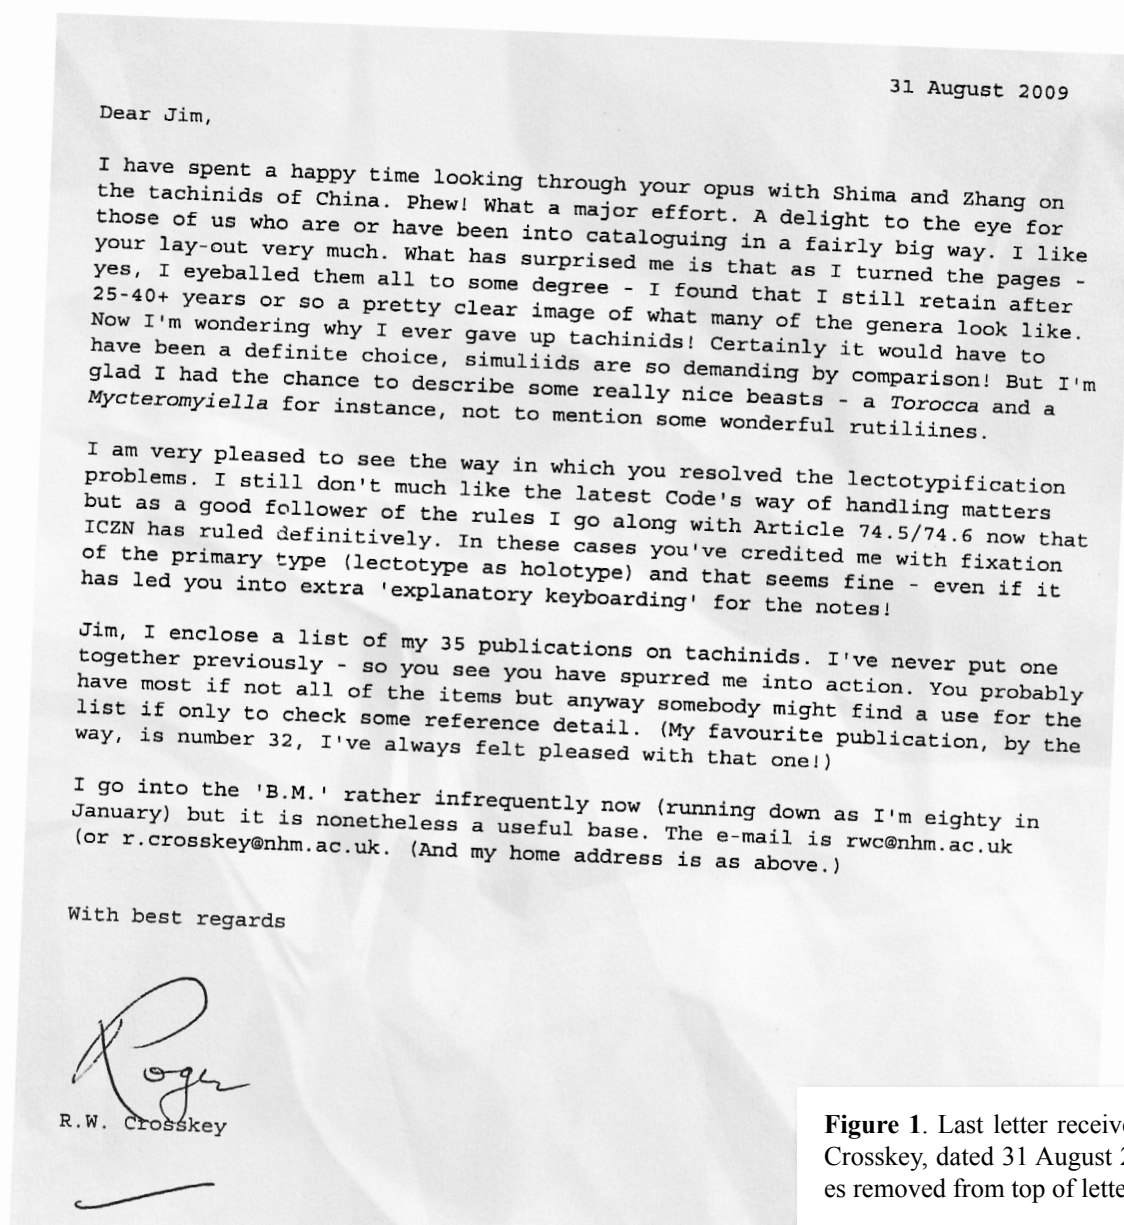 31 August 2009
Dear Jim,
I have spent a happy time looking through your opus with Shima and Zhang on
the tachinids of China. Phew! What a major effort. A delight to the eye for
those of us who are or have been into cataloguing in a fairly big way. I like
your lay-out very much. What has surprised me is that as I turned the pages -
yes, I eyeballed them all to some degree - I found that I still retain after
25-40+ years or so a pretty clear image of what many of the genera look like.
Now I'm wondering why I ever gave up tachinids! Certainly it would have to
have been a definite choice, simuliids are so demanding by comparison! But I'm
glad I had the chance to describe some really nice beasts - a Torocca and a
Mycteromyiella for instance, not to mention some wonderful rutiliines.
I am very pleased to see the way in which you resolved the lectotypification
problems. I still don't much like the latest Code's way of handling matters
but as a good follower of the rules I go along with Article 74.5/74.6 now that
ICZN has ruled definitively. In these cases you've credited me with fixation
of the primary type (lectotype as holotype) and that seems fine - even if it
has led you into extra 'explanatory keyboarding' for the notes!
Jim, I enclose a list of my 35 publications on tachinids. I've never put one
together previously - so you see you have spurred me into action. You probably
have most if not all of the items but anyway somebody might find a use for the
list if only to check some reference detail. (My favourite publication, by the
way, is number 32, I've always felt pleased with that one!)
I go into the 'B.M.' rather infrequently now (running down as I'm eighty in
January) but it is nonetheless a useful base. The e-mail is rwc@nhm.ac.uk
(or r.crosskey@nhm.ac.uk. (And my home address is as above.)
With best regards
Roger
R.W. Crosskey
Figure 1. Last letter receive
Crosskey, dated 31 August 2
es removed from top of lette